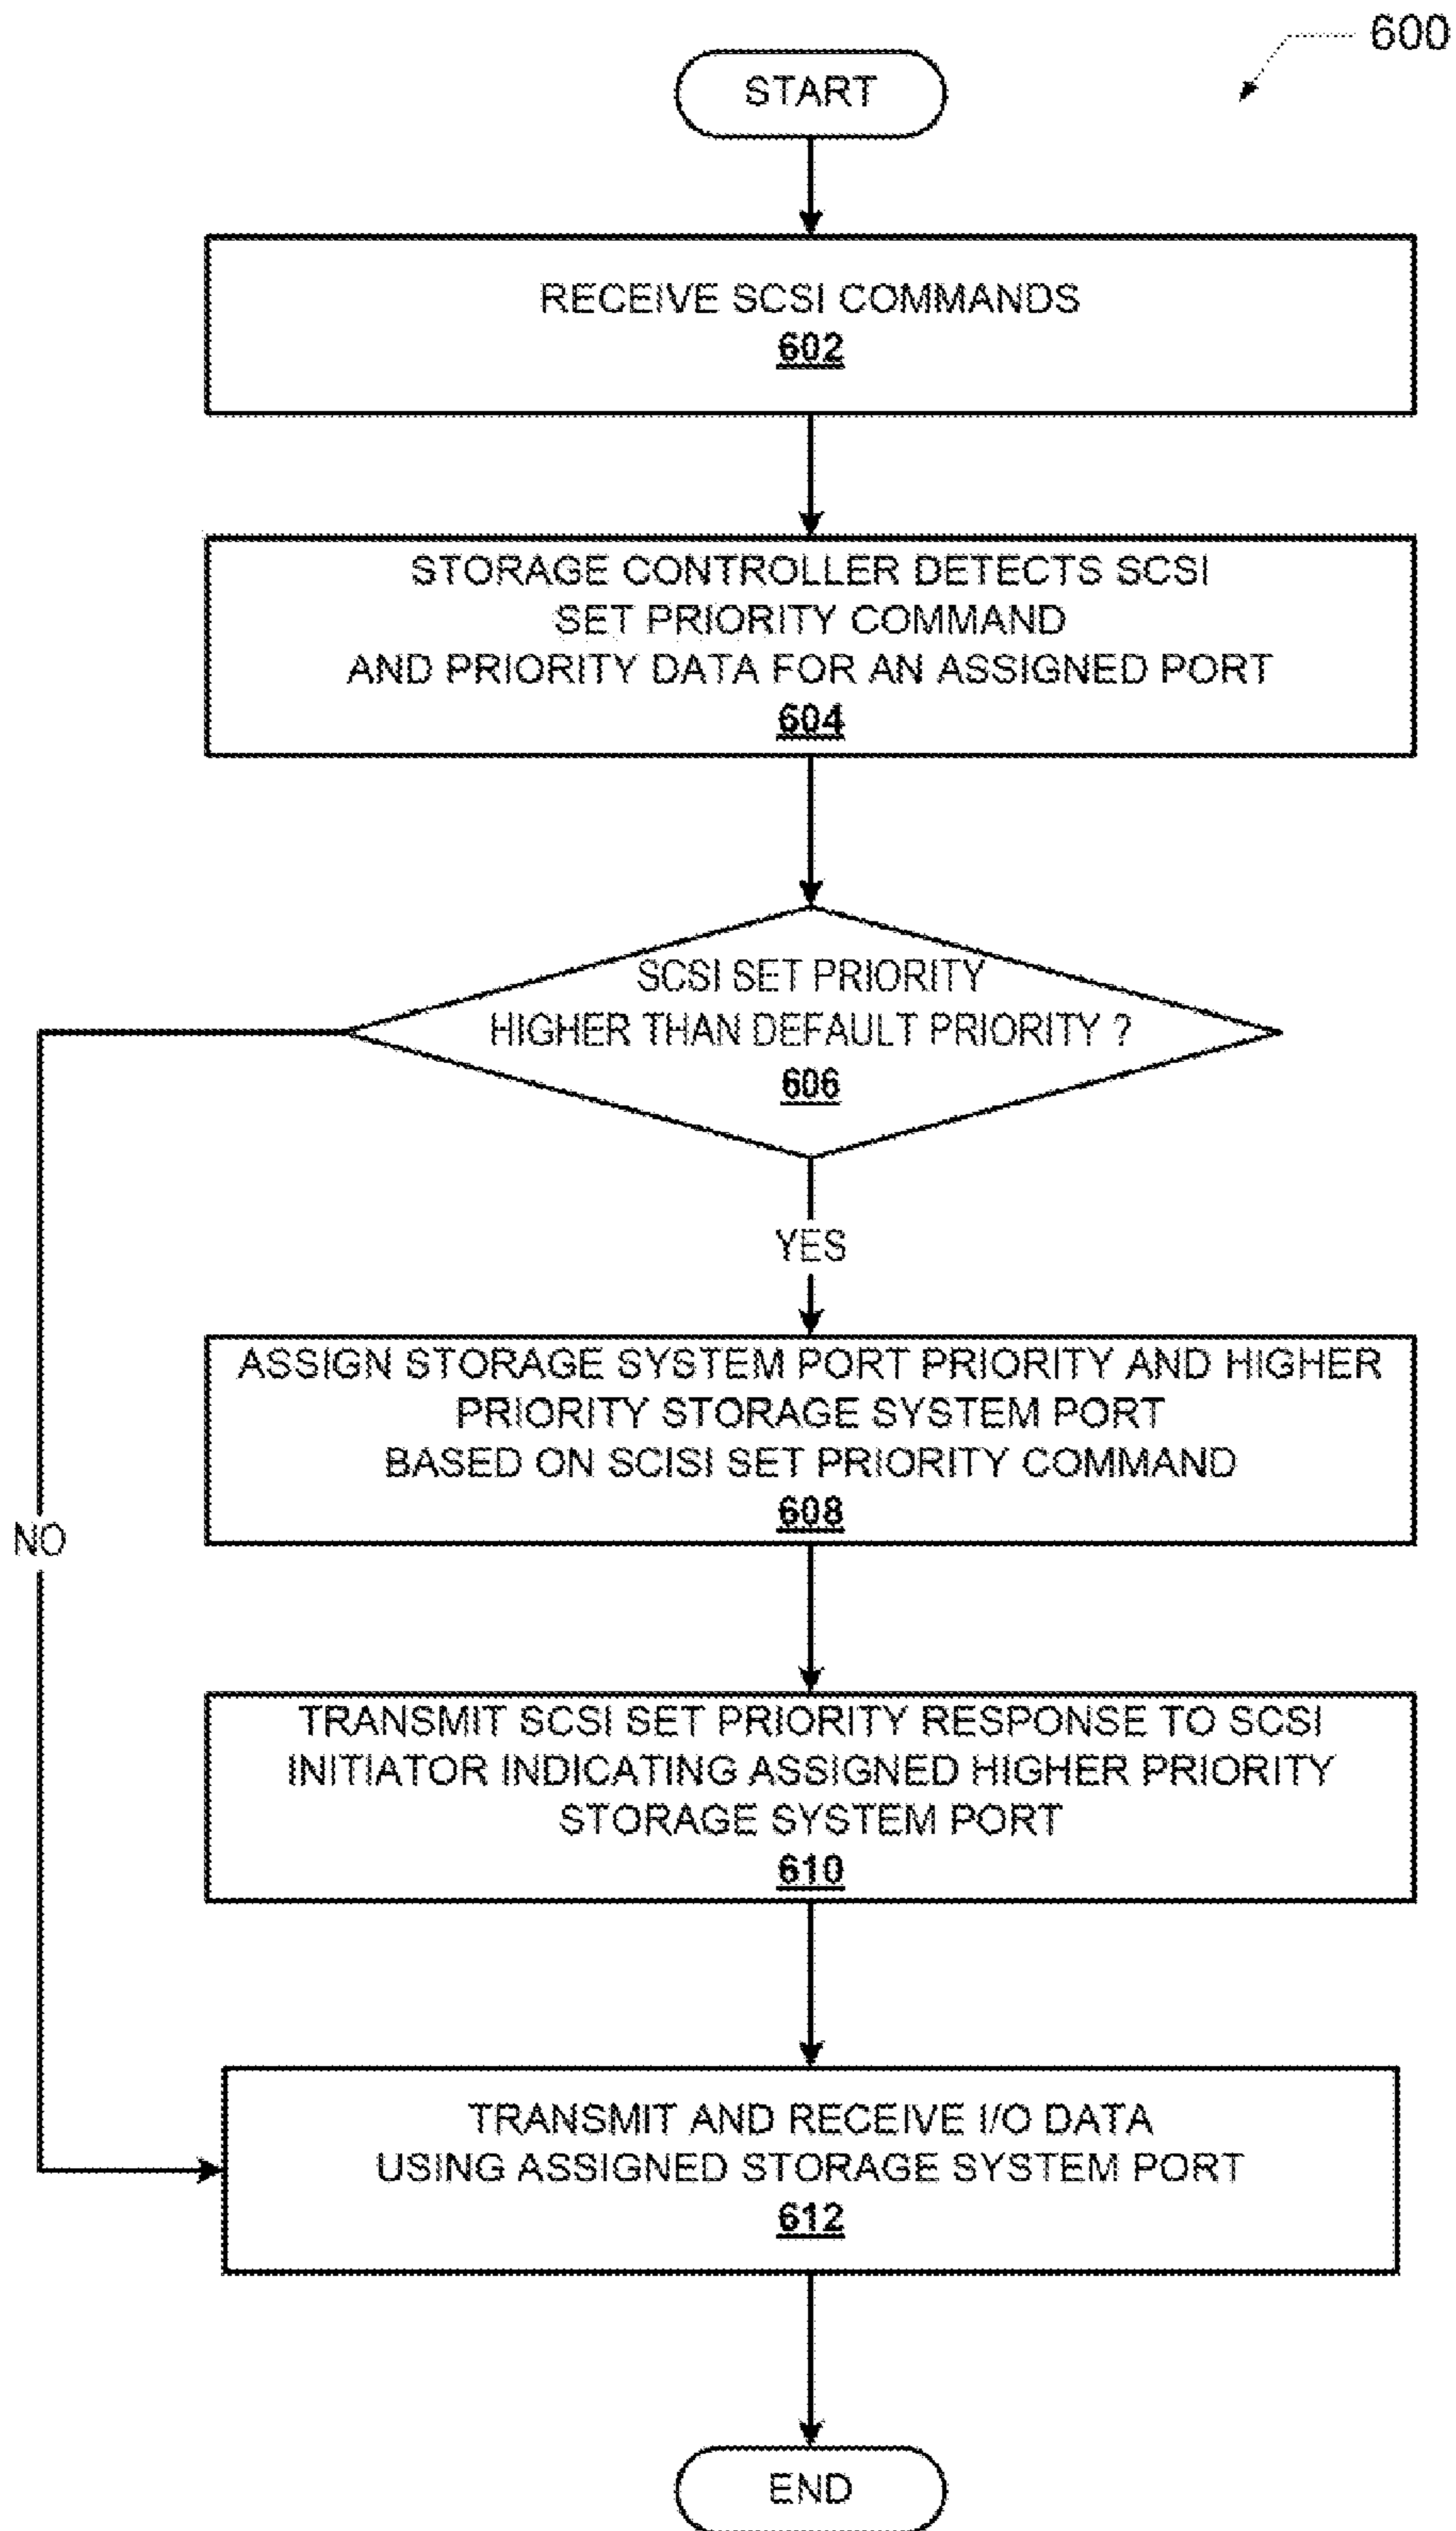 600
START
RECEIVE SCSI COMMANDS
602
STORAGE CONTROLLER DETECTS SCSI
SET PRIORITY COMMAND
AND PRIORITY DATA FOR AN ASSIGNED PORT
604
SCSI SET PRIORITY
HIGHER THAN DEFAULT PRIORITY ?
606
YES
ASSIGN STORAGE SYSTEM PORT PRIORITY AND HIGHER
PRIORITY STORAGE SYSTEM PORT
BASED ON SCISI SET PRIORITY COMMAND
608
NO
TRANSMIT SCSI SET PRIORITY RESPONSE TO SCSI
INITIATOR INDICATING ASSIGNED HIGHER PRIORITY
STORAGE SYSTEM PORT
610
TRANSMIT AND RECEIVE I/O DATA
USING ASSIGNED STORAGE SYSTEM PORT
612
END